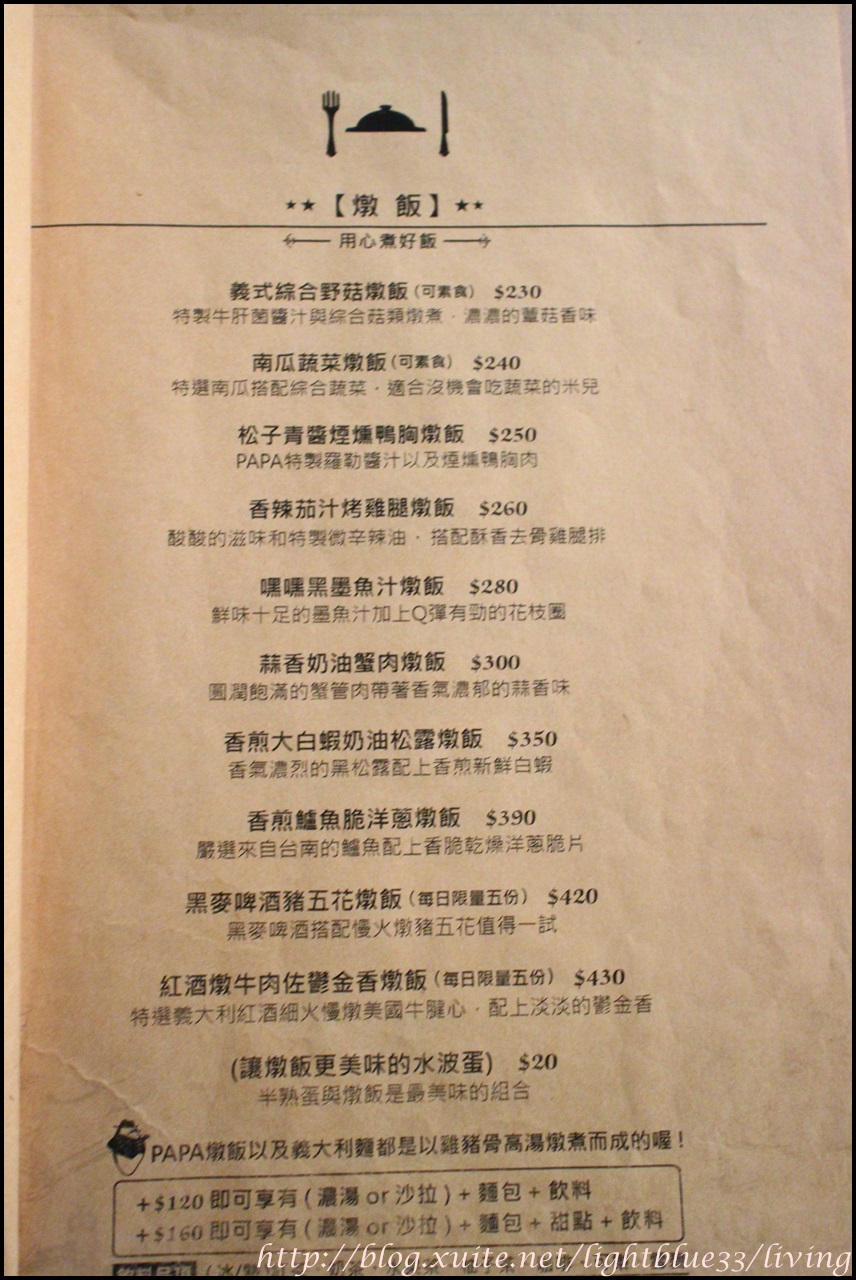 ★★【燉 飯】★★
用心煮好飯
義式綜合野菇燉飯(可素食) $230
特製牛肝菌醬汁與綜合菇類燉煮,濃濃的蕈菇香味
南瓜蔬菜燉飯(可素食) $240
特選南瓜搭配綜合蔬菜,適合沒機會吃蔬菜的米兒
松子青醬煙燻鴨胸燉飯 $250
PAPA特製羅勒醬汁以及煙燻鴨胸肉
香辣茄汁烤雞腿燉飯 $260
酸酸的滋味和特製微辛辣油,搭配酥香去骨雞腿排
嘿嘿黑墨魚汁燉飯 $280
鮮味十足的墨魚汁加上Q彈有勁的花枝圈
蒜香奶油蟹肉燉飯 $300
圓潤飽滿的蟹管肉帶著香氣濃郁的蒜香味
香煎大白蝦奶油松露燉飯 $350
香氣濃烈的黑松露配上香煎新鮮白蝦
香煎鱸魚脆洋蔥燉飯 $390
嚴選來自台南的鱸魚配上香脆乾燥洋蔥脆片
黑麥啤酒豬五花燉飯(每日限量五份) $420
黑麥啤酒搭配慢火燉豬五花值得一試
紅酒燉牛肉佐鬱金香燉飯(每日限量五份) $430
特選義大利紅酒細火慢燉美國牛腱心,配上淡淡的鬱金香
(讓燉飯更美味的水波蛋) $20
半熟蛋與燉飯是最美味的組合
PAPA燉飯以及義大利麵都是以雞豬骨高湯燉煮而成的喔!
+$120 即可享有(濃湯 or 沙拉)+ 麵包 + 飲料
+$160 即可享有(濃湯 or 沙拉)+ 麵包 + 甜點 + 飲料
http://blog.xuite.net/lightblue33/living